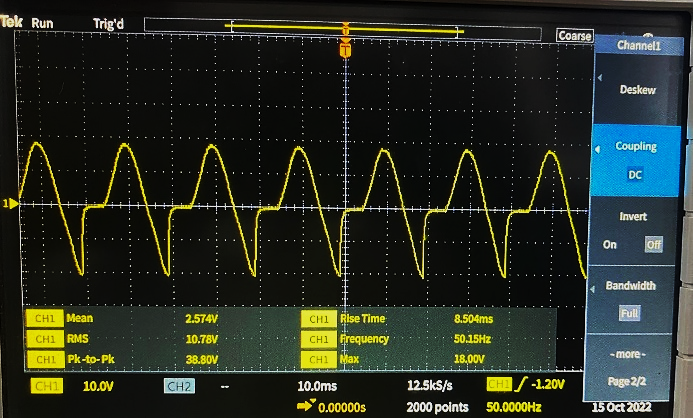 Tek Run Trig'd
T
T
Coarse
Channel1
Deskew
Coupling
DC
1
Invert
On Off
Bandwidth
Full
CH1 Mean 2.574V CH1 Rise Time 8.504ms
CH1 RMS 10.78V CH1 Frequency 50.15Hz
CH1 Pk-to-Pk 38.80V CH1 Max 18.00V
-more-
Page2/2
CH1 10.0V CH2 -- 10.0ms 12.5kS/s CH1 -1.20V
0.00000s 2000 points 50.0000Hz 15 Oct 2022